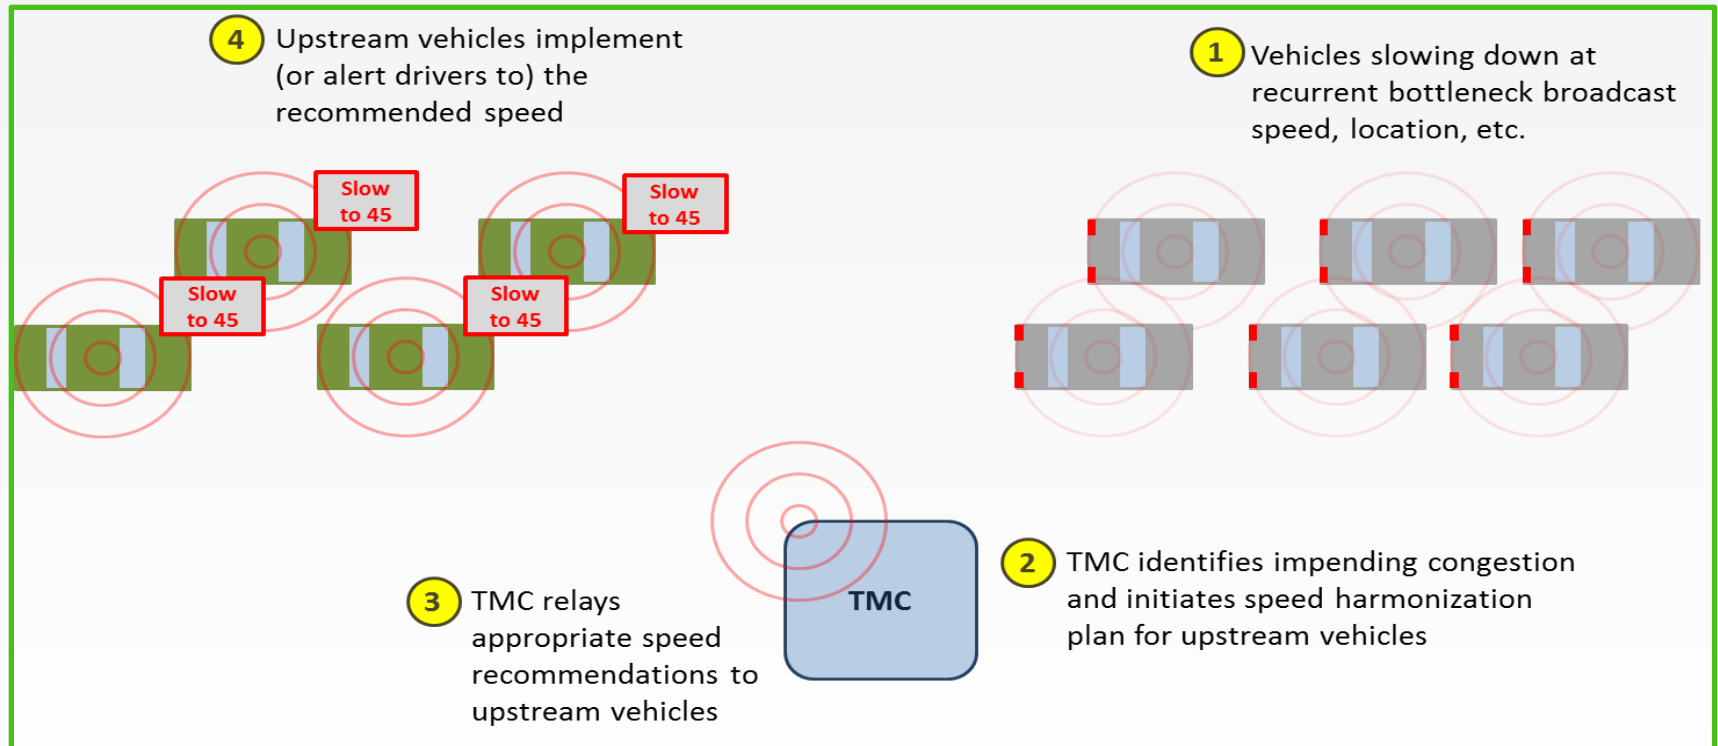 4
Upstream vehicles implement
(or alert drivers to) the
recommended speed
1
Vehicles slowing down at
recurrent bottleneck broadcast
speed, location, etc.
Slow
to 45
Slow
to 45
Slow
to 45
Slow
to 45
TMC
2
TMC identifies impending congestion
and initiates speed harmonization
plan for upstream vehicles
3
TMC relays
appropriate speed
recommendations to
upstream vehicles